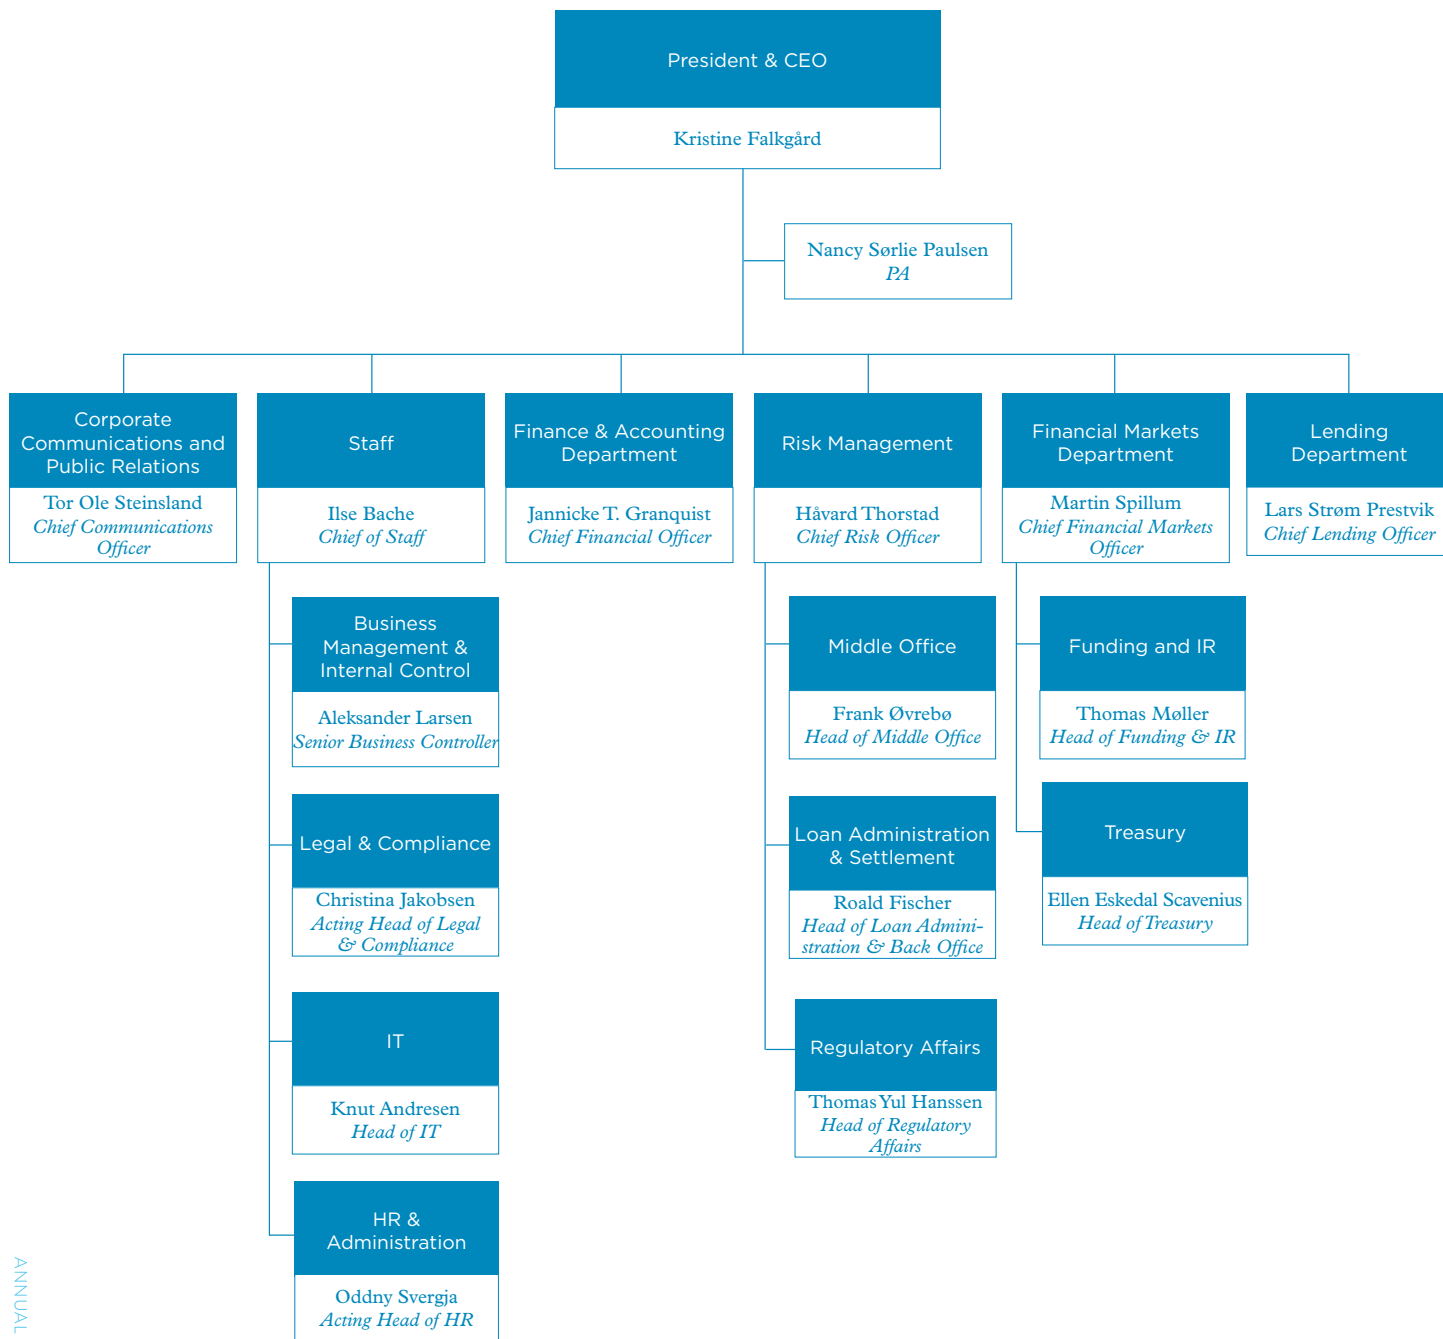 President & CEO
Kristine Falkgård
Nancy Sørlie Paulsen
PA
Corporate
Communications and
Public Relations
Tor Ole Steinsland
Chief Communications
Officer
Staff
Ilse Bache
Chief of Staff
Finance & Accounting
Department
Jannicke T. Granquist
Chief Financial Officer
Risk Management
Håvard Thorstad
Chief Risk Officer
Financial Markets
Department
Martin Spillum
Chief Financial Markets
Officer
Lending
Department
Lars Strøm Prestvik
Chief Lending Officer
Business
Management &
Internal Control
Aleksander Larsen
Senior Business Controller
Legal & Compliance
Christina Jakobsen
Acting Head of Legal
& Compliance
IT
Knut Andresen
Head of IT
HR &
Administration
Oddny Svergja
Acting Head of HR
Middle Office
Frank Øvrebø
Head of Middle Office
Loan Administration
& Settlement
Roald Fischer
Head of Loan Admini-
stration & Back Office
Regulatory Affairs
Thomas Yul Hanssen
Head of Regulatory
Affairs
Funding and IR
Thomas Møller
Head of Funding & IR
Treasury
Ellen Eskedal Scavenius
Head of Treasury
ANNUAL